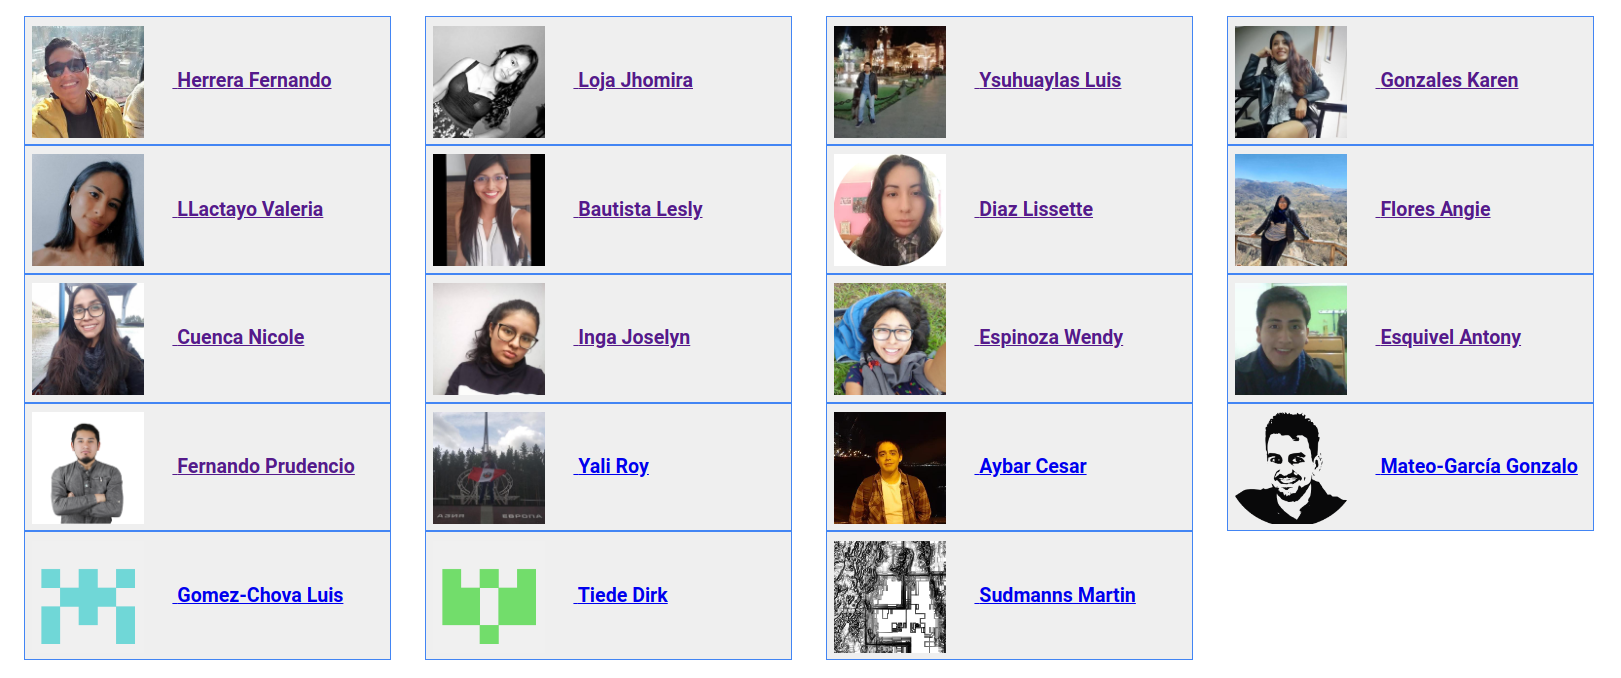 Herrera Fernando
Loja Jhomira
Ysuhuaylas Luis
Gonzales Karen
LLactayo Valeria
Bautista Lesly
Diaz Lissette
Flores Angie
Cuenca Nicole
Inga Joselyn
Espinoza Wendy
Esquivel Antony
Fernando Prudencio
Yali Roy
АЗИЯ ЕВРОПА
Aybar Cesar
Mateo-García Gonzalo
Gomez-Chova Luis
Tiede Dirk
Sudmanns Martin